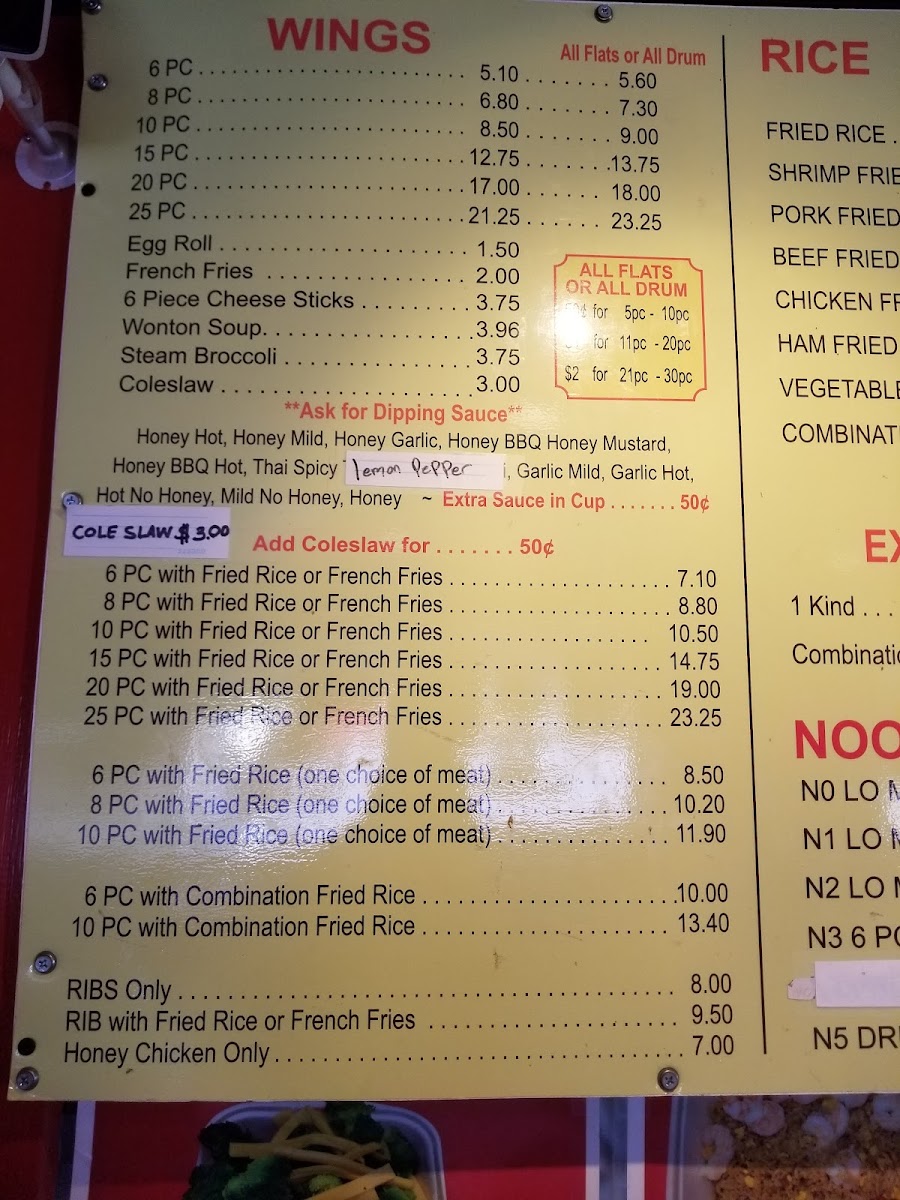 WINGS
All Flats or All Drum
6 PC 5.10 5.60
8 PC 6.80 7.30
10 PC 8.50 9.00
15 PC 12.75 13.75
20 PC 17.00 18.00
25 PC 21.25 23.25
Egg Roll 1.50
French Fries 2.00
6 Piece Cheese Sticks 3.75
Wonton Soup 3.96
Steam Broccoli 3.75
Coleslaw 3.00
ALL FLATS
OR ALL DRUM
for 5pc - 10pc
for 11pc - 20pc
$2 for 21pc - 30pc
**Ask for Dipping Sauce**
Honey Hot, Honey Mild, Honey Garlic, Honey BBQ Honey Mustard,
Honey BBQ Hot, Thai Spicy lemon PePPer , Garlic Mild, Garlic Hot,
Hot No Honey, Mild No Honey, Honey ~ Extra Sauce in Cup ....... 50¢
COLE SLAW $3.00
Add Coleslaw for ....... 50¢
6 PC with Fried Rice or French Fries 7.10
8 PC with Fried Rice or French Fries 8.80
10 PC with Fried Rice or French Fries 10.50
15 PC with Fried Rice or French Fries 14.75
20 PC with Fried Rice or French Fries 19.00
25 PC with Fried Rice or French Fries 23.25
6 PC with Fried Rice (one choice of meat) 8.50
8 PC with Fried Rice (one choice of meat) 10.20
10 PC with Fried Rice (one choice of meat) 11.90
6 PC with Combination Fried Rice 10.00
10 PC with Combination Fried Rice 13.40
RIBS Only 8.00
RIB with Fried Rice or French Fries 9.50
Honey Chicken Only 7.00
RICE
FRIED RICE
SHRIMP
PORK FRIED
BEEF FRIED
CHICKEN
HAM FRIED
VEGETABLE
1 Kind
N0 LO
N1 LO
N2 LO
N3 6
N5